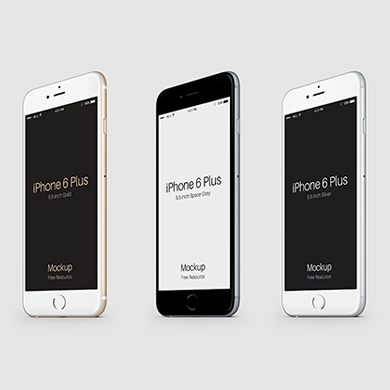 iPhone 6 Plus
5.5 inch Gold
Mockup
Free Resource
iPhone 6 Plus
5.5 inch Space Gray
Mockup
Free Resource
iPhone 6 Plus
5.5 inch Silver
Mockup
Free Resource